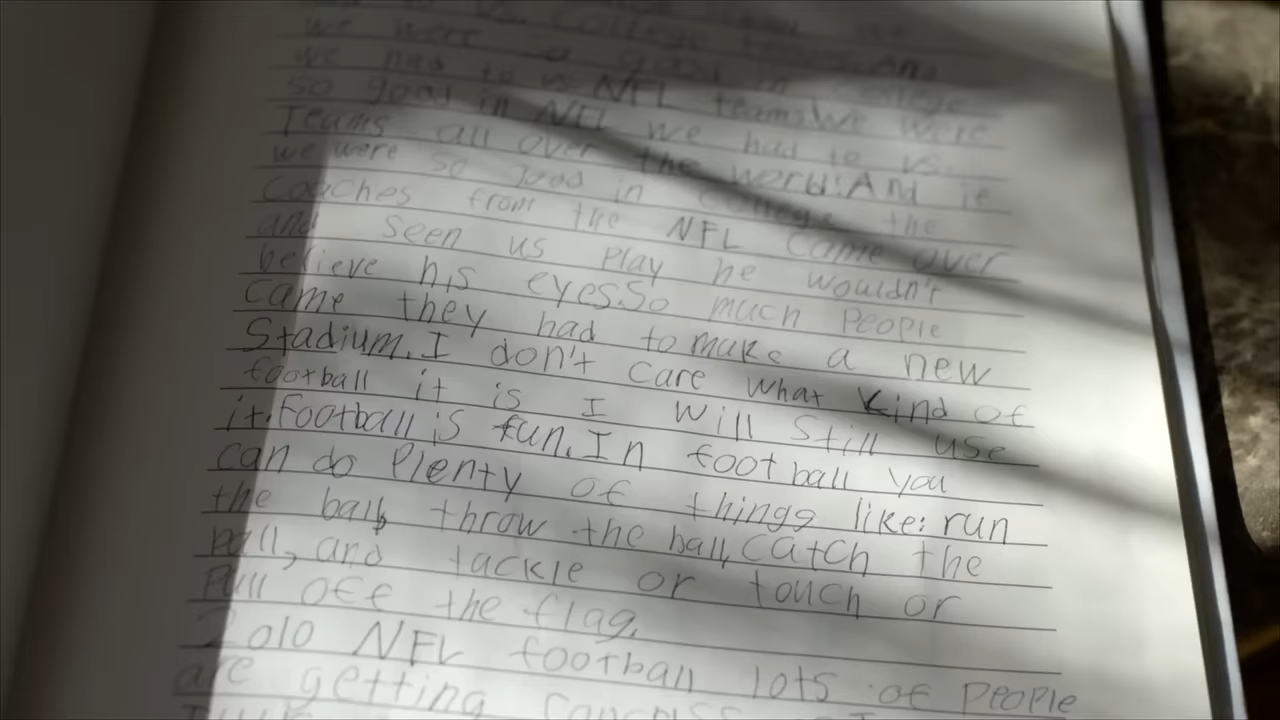 we were good in college
we had to vs NFL teams.We were
so good in NFL we had to vs.
Teams all over the world.And if
we were so good in college the
coaches from the NFL came over
and seen us play he wouldn't
believe his eyes.So much people
came they had to make a new
Stadium.I don't care what kind of
football it is I will still use
it.Football is fun.In football you
can do plenty of things like: run
the ball, throw the ball,catch the
ball, and tackle or touch or
pull off the flag.
2010 NFL football lots of people
are getting